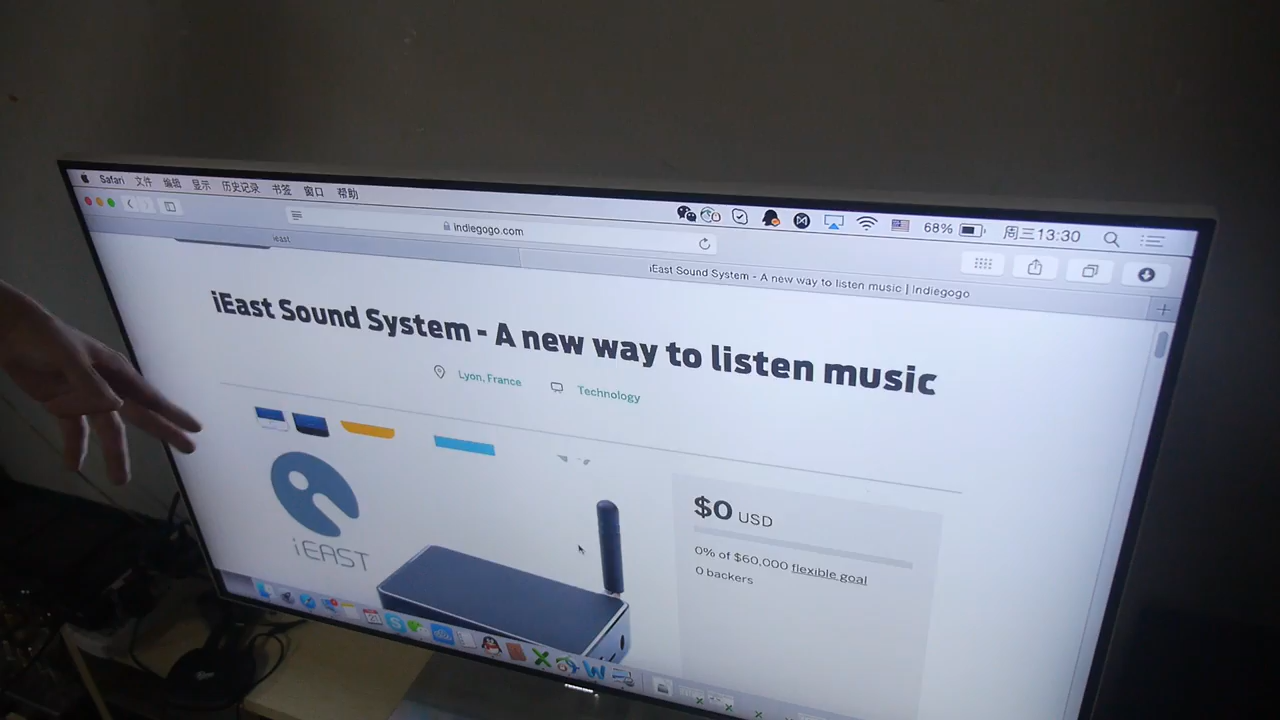 Safari 文件 编辑 显示 历史记录 书签 窗口 帮助 68% 周三13:30
indiegogo.com
ieast
iEast Sound System - A new way to listen music | Indiegogo
iEast Sound System - A new way to listen music
Lyon, France Technology
iEAST
$0 USD
0% of $60,000 flexible goal
0 backers